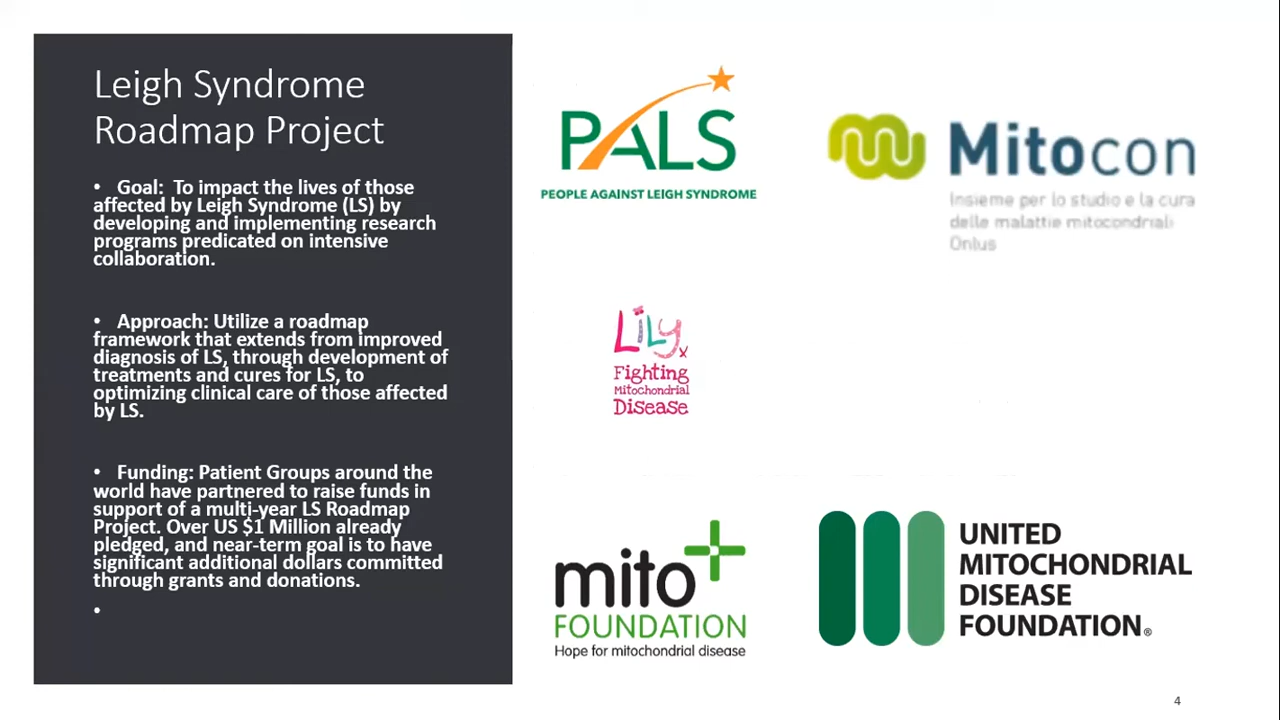 Leigh Syndrome
Roadmap Project
• Goal: To impact the lives of those
affected by Leigh Syndrome (LS) by
developing and implementing research
programs predicated on intensive
collaboration.
• Approach: Utilize a roadmap
framework that extends from improved
diagnosis of LS, through development of
treatments and cures for LS, to
optimizing clinical care of those affected
by LS.
• Funding: Patient Groups around the
world have partnered to raise funds in
support of a multi-year LS Roadmap
Project. Over US $1 Million already
pledged, and near-term goal is to have
significant additional dollars committed
through grants and donations.
•
PALS
PEOPLE AGAINST LEIGH SYNDROME
Mitocon
Insieme per lo studio e la cura
delle malattie mitocondriali
Onlus
LiLy x
Fighting
Mitochondrial
Disease
mito
FOUNDATION
Hope for mitochondrial disease
UNITED
MITOCHONDRIAL
DISEASE
FOUNDATION®
4